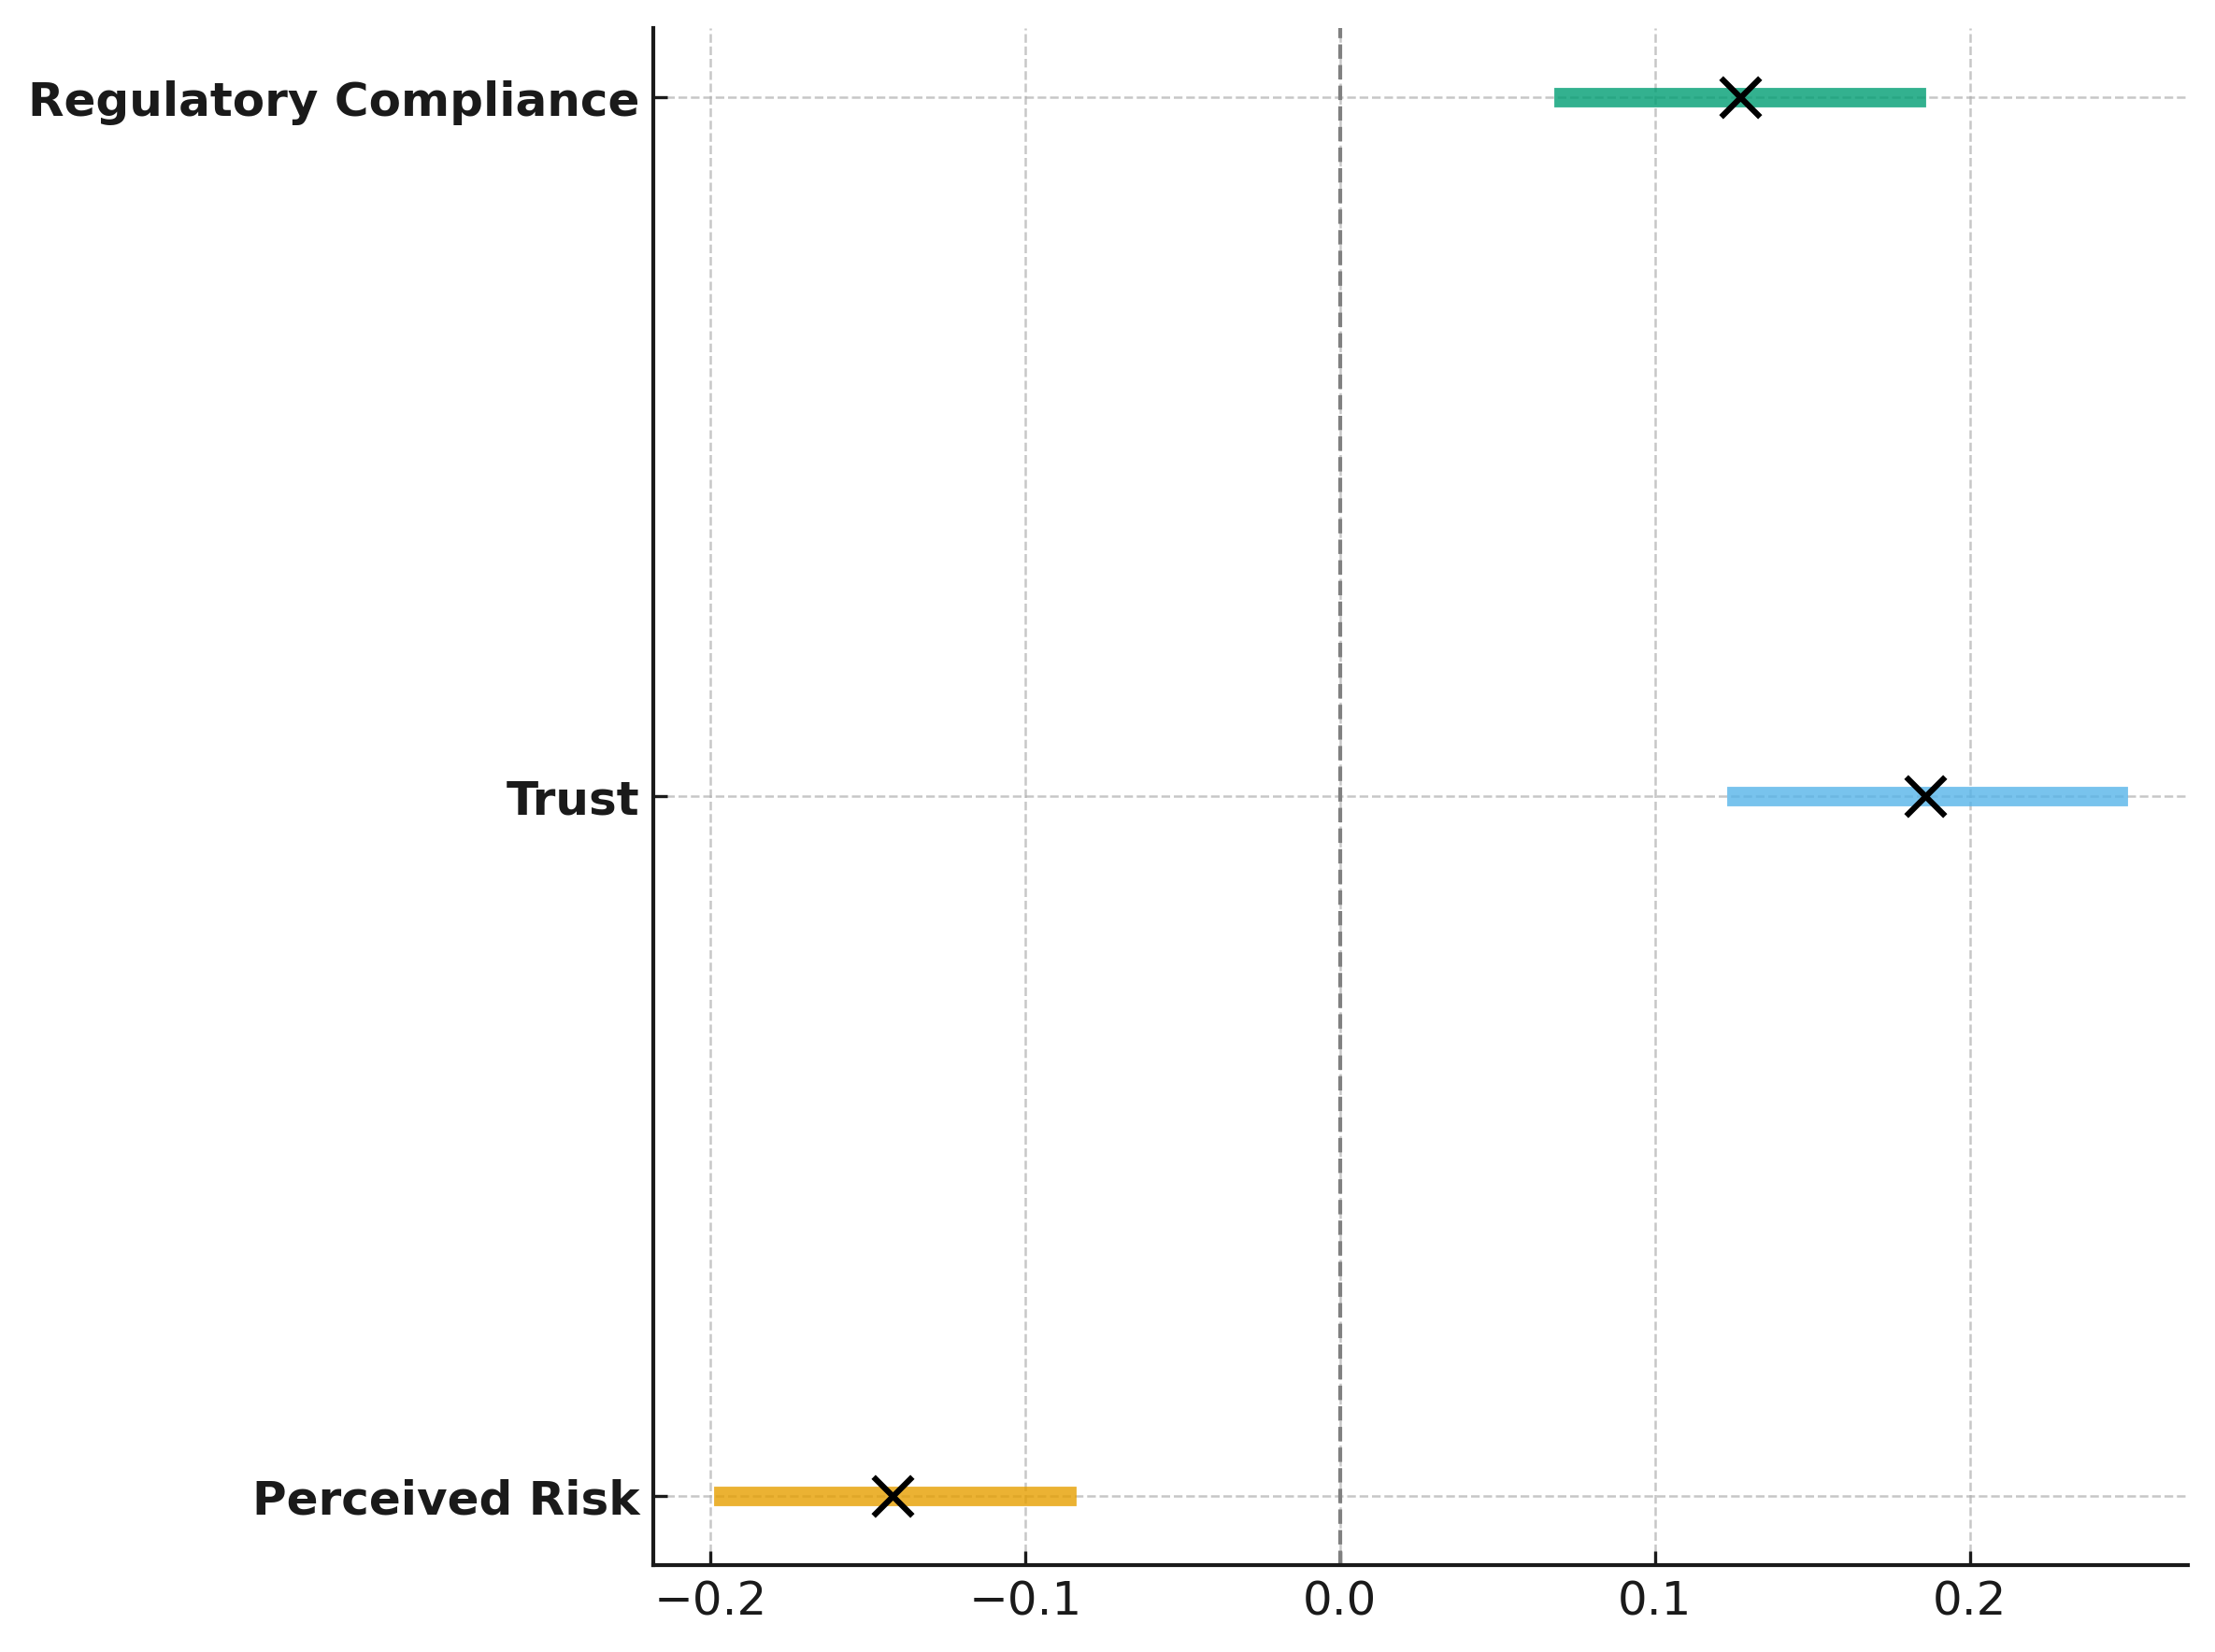 Regulatory Compliance
Trust
Perceived Risk
−0.2 −0.1 0.0 0.1 0.2